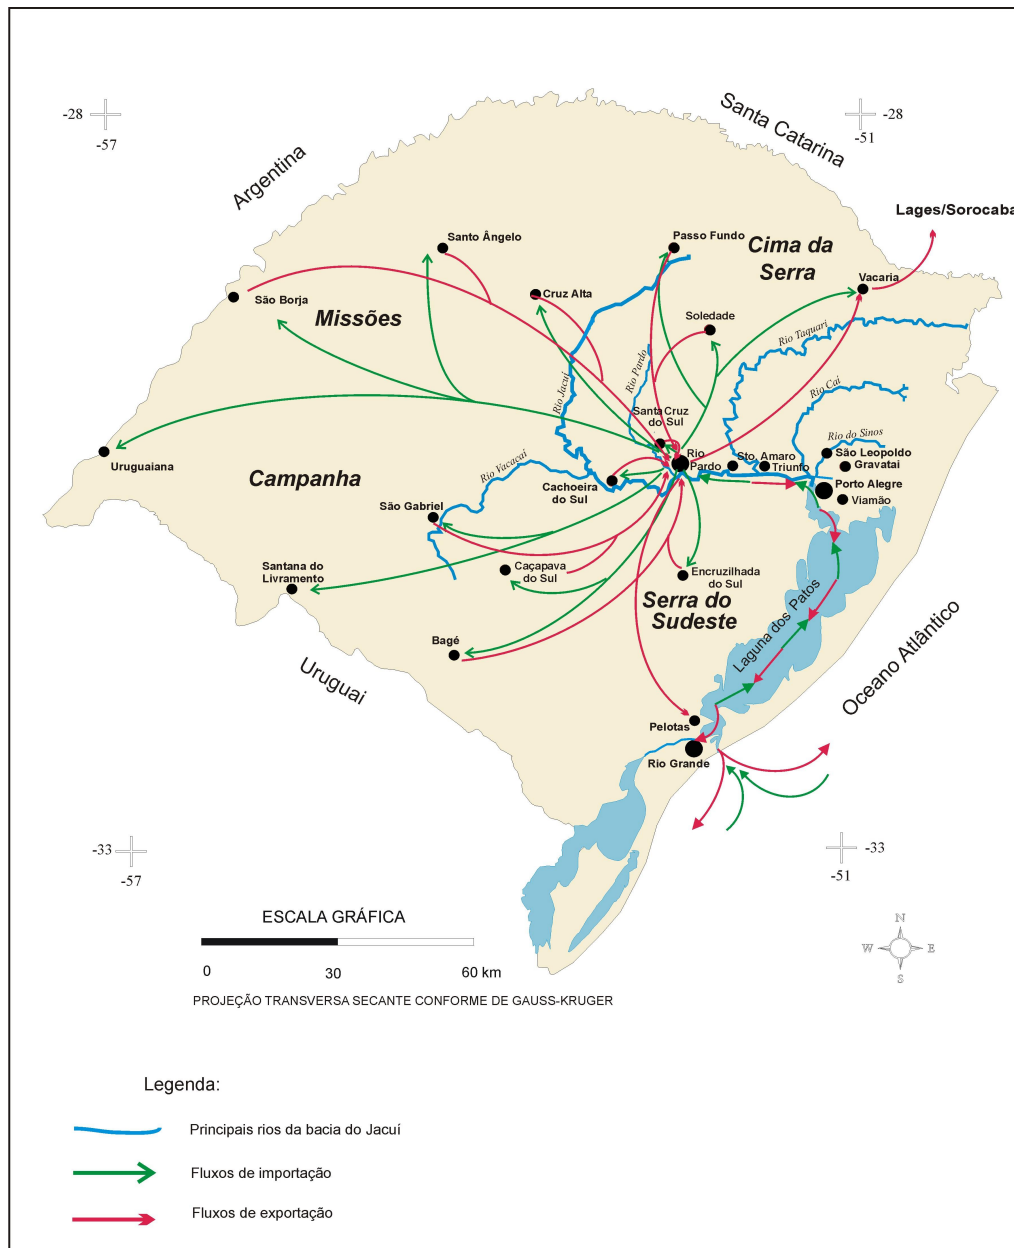 -28
-57
Santa Catarina
-28
-51
Argentina
Lages/Sorocaba
Santo Ângelo
Passo Fundo
Cima da
Serra
Vacaria
São Borja
Cruz Alta
Missões
Soledade
Rio Taquari
Rio Jacuí
Rio Pardo
Rio Cai
Santa Cruz
do Sul
Rio do Sinos
Uruguaiana
Rio
Pardo
Sto. Amaro
Triunfo
São Leopoldo
Gravatai
Campanha
Rio Vacacaí
Cachoeira
do Sul
Porto Alegre
Viamão
São Gabriel
Santana do
Livramento
Caçapava
do Sul
Encruzilhada
do Sul
Serra do
Sudeste
Laguna dos Patos
Oceano Atlântico
Bagé
Uruguai
Pelotas
Rio Grande
-33
-57
-33
-51
ESCALA GRÁFICA
0 30 60 km
PROJEÇÃO TRANSVERSA SECANTE CONFORME DE GAUSS-KRUGER
N
W E
S
Legenda:
Principais rios da bacia do Jacuí
Fluxos de importação
Fluxos de exportação